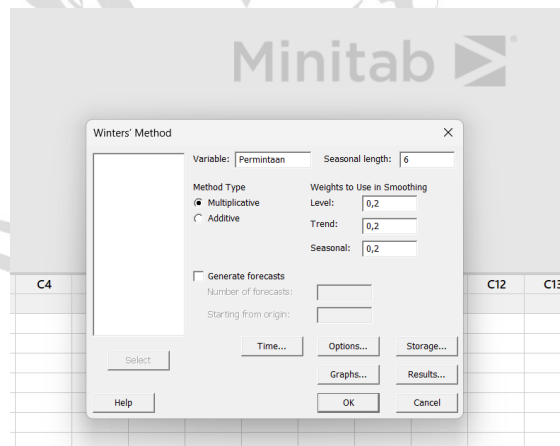 Minitab
Winters' Method
Variable: Permintaan Seasonal length: 6
Method Type Weights to Use in Smoothing
Multiplicative Level: 0,2
Additive
Trend: 0,2
Seasonal: 0,2
Generate forecasts
Number of forecasts:
Starting from origin:
C4 C12 C13
Time... Options... Storage...
Select
Graphs... Results...
Help OK Cancel